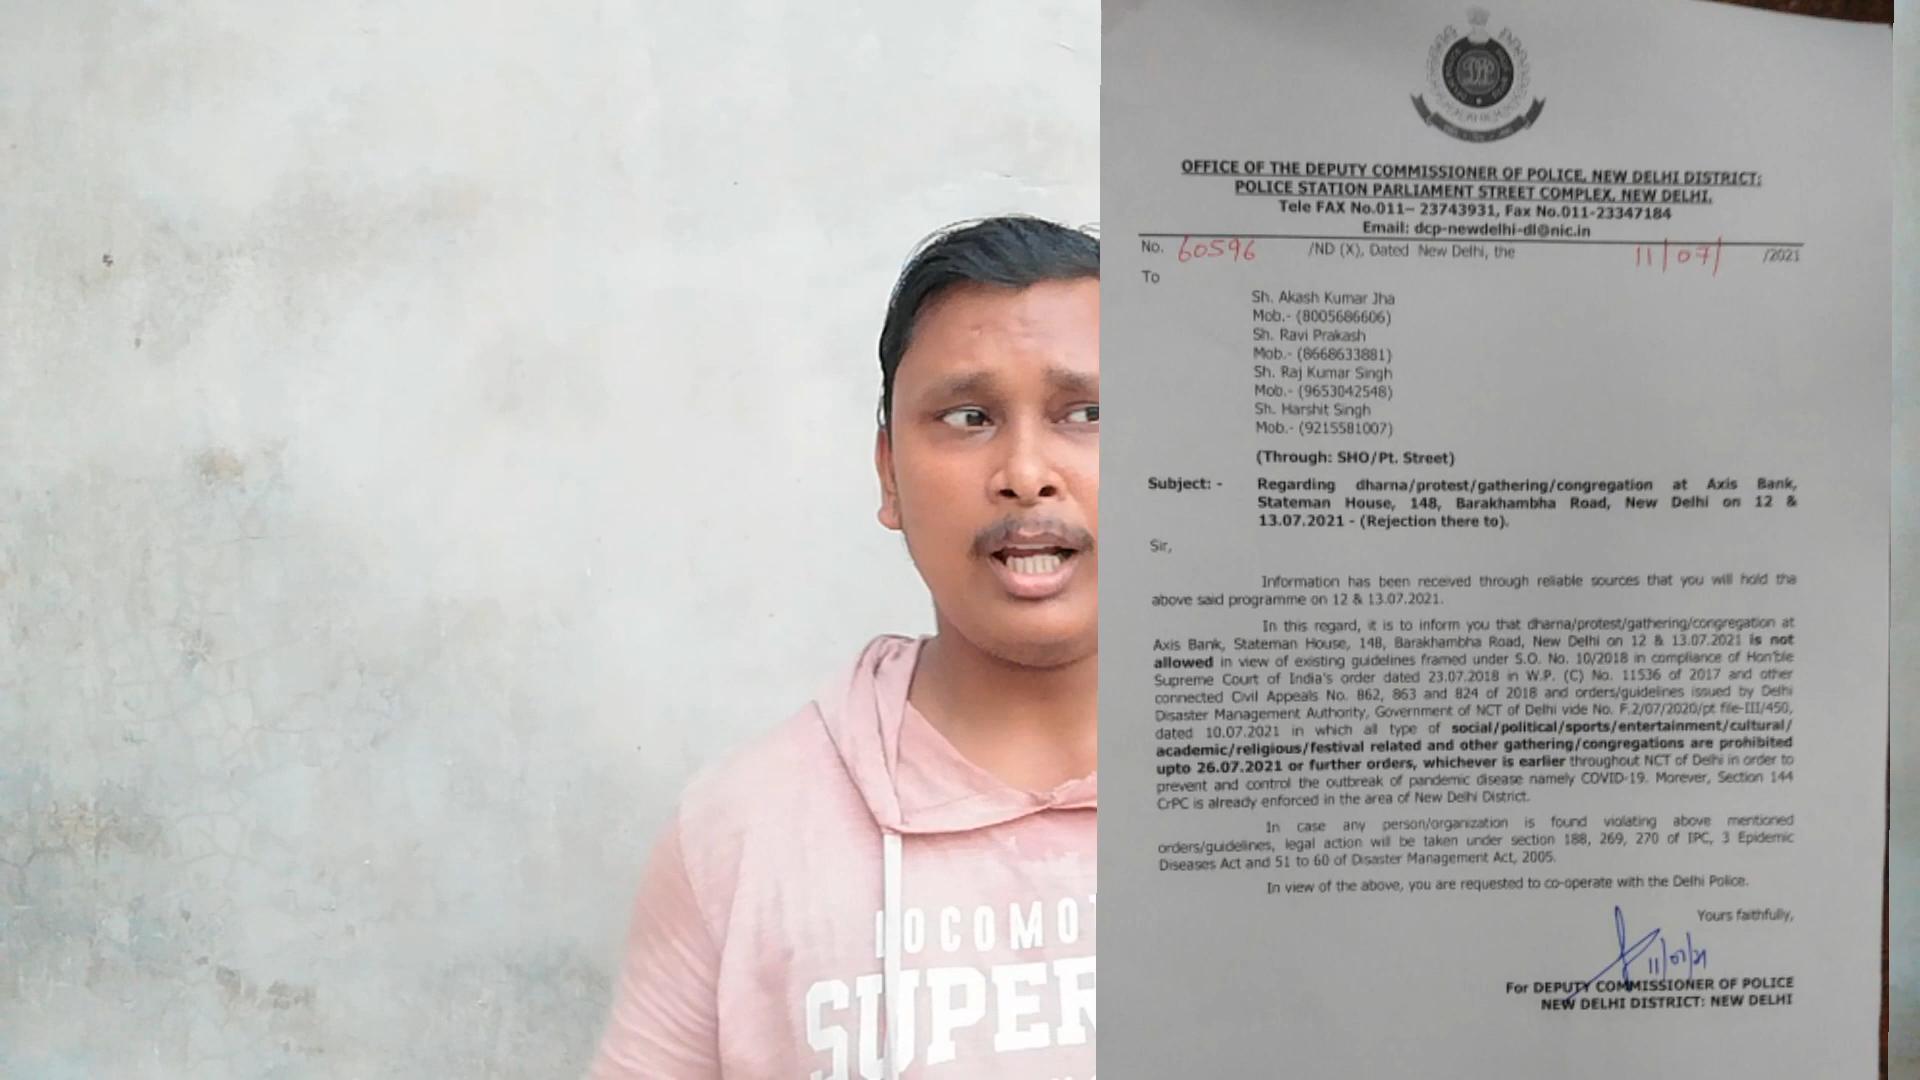 LOCOMO
SUPER
OFFICE OF THE DEPUTY COMMISSIONER OF POLICE, NEW DELHI DISTRICT:
POLICE STATION PARLIAMENT STREET COMPLEX, NEW DELHI.
Tele FAX No.011– 23743931, Fax No.011-23347184
Email: dcp-newdelhi-dl@nic.in
No. 60596 /ND (X), Dated New Delhi, the 11/07/ /2021
To
Sh. Akash Kumar Jha
Mob.- (8005686606)
Sh. Ravi Prakash
Mob.- (8668633881)
Sh. Raj Kumar Singh
Mob.- (9653042548)
Sh. Harshit Singh
Mob.- (9215581007)
(Through: SHO/Pt. Street)
Subject: - Regarding dharna/protest/gathering/congregation at Axis Bank,
Stateman House, 148, Barakhambha Road, New Delhi on 12 &
13.07.2021 - (Rejection there to).
Sir,
Information has been received through reliable sources that you will hold tha
above said programme on 12 & 13.07.2021.
In this regard, it is to inform you that dharna/protest/gathering/congregation at
Axis Bank, Stateman House, 148, Barakhambha Road, New Delhi on 12 & 13.07.2021 is not
allowed in view of existing guidelines framed under S.O. No. 10/2018 in compliance of Hon'ble
Supreme Court of India's order dated 23.07.2018 in W.P. (C) No. 11536 of 2017 and other
connected Civil Appeals No. 862, 863 and 824 of 2018 and orders/guidelines issued by Delhi
Disaster Management Authority, Government of NCT of Delhi vide No. F.2/07/2020/pt file-III/450,
dated 10.07.2021 in which all type of social/political/sports/entertainment/cultural/
academic/religious/festival related and other gathering/congregations are prohibited
upto 26.07.2021 or further orders, whichever is earlier throughout NCT of Delhi in order to
prevent and control the outbreak of pandemic disease namely COVID-19. Morever, Section 144
CrPC is already enforced in the area of New Delhi District.
In case any person/organization is found violating above mentioned
orders/guidelines, legal action will be taken under section 188, 269, 270 of IPC, 3 Epidemic
Diseases Act and 51 to 60 of Disaster Management Act, 2005.
In view of the above, you are requested to co-operate with the Delhi Police.
Yours faithfully,
11/07/21
For DEPUTY COMMISSIONER OF POLICE
NEW DELHI DISTRICT: NEW DELHI